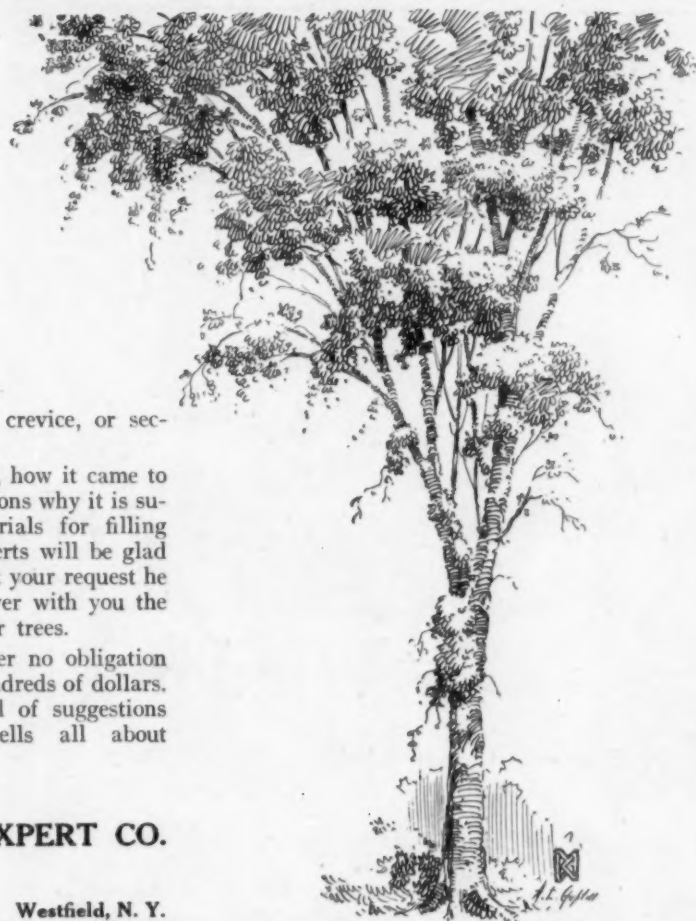 crevice, or sec-
how it came to
ons why it is su-
rials for filling
erts will be glad
your request he
er with you the
r trees.
er no obligation
dreds of dollars.
of suggestions
ells all about
XPERT CO.
Westfield, N. Y.